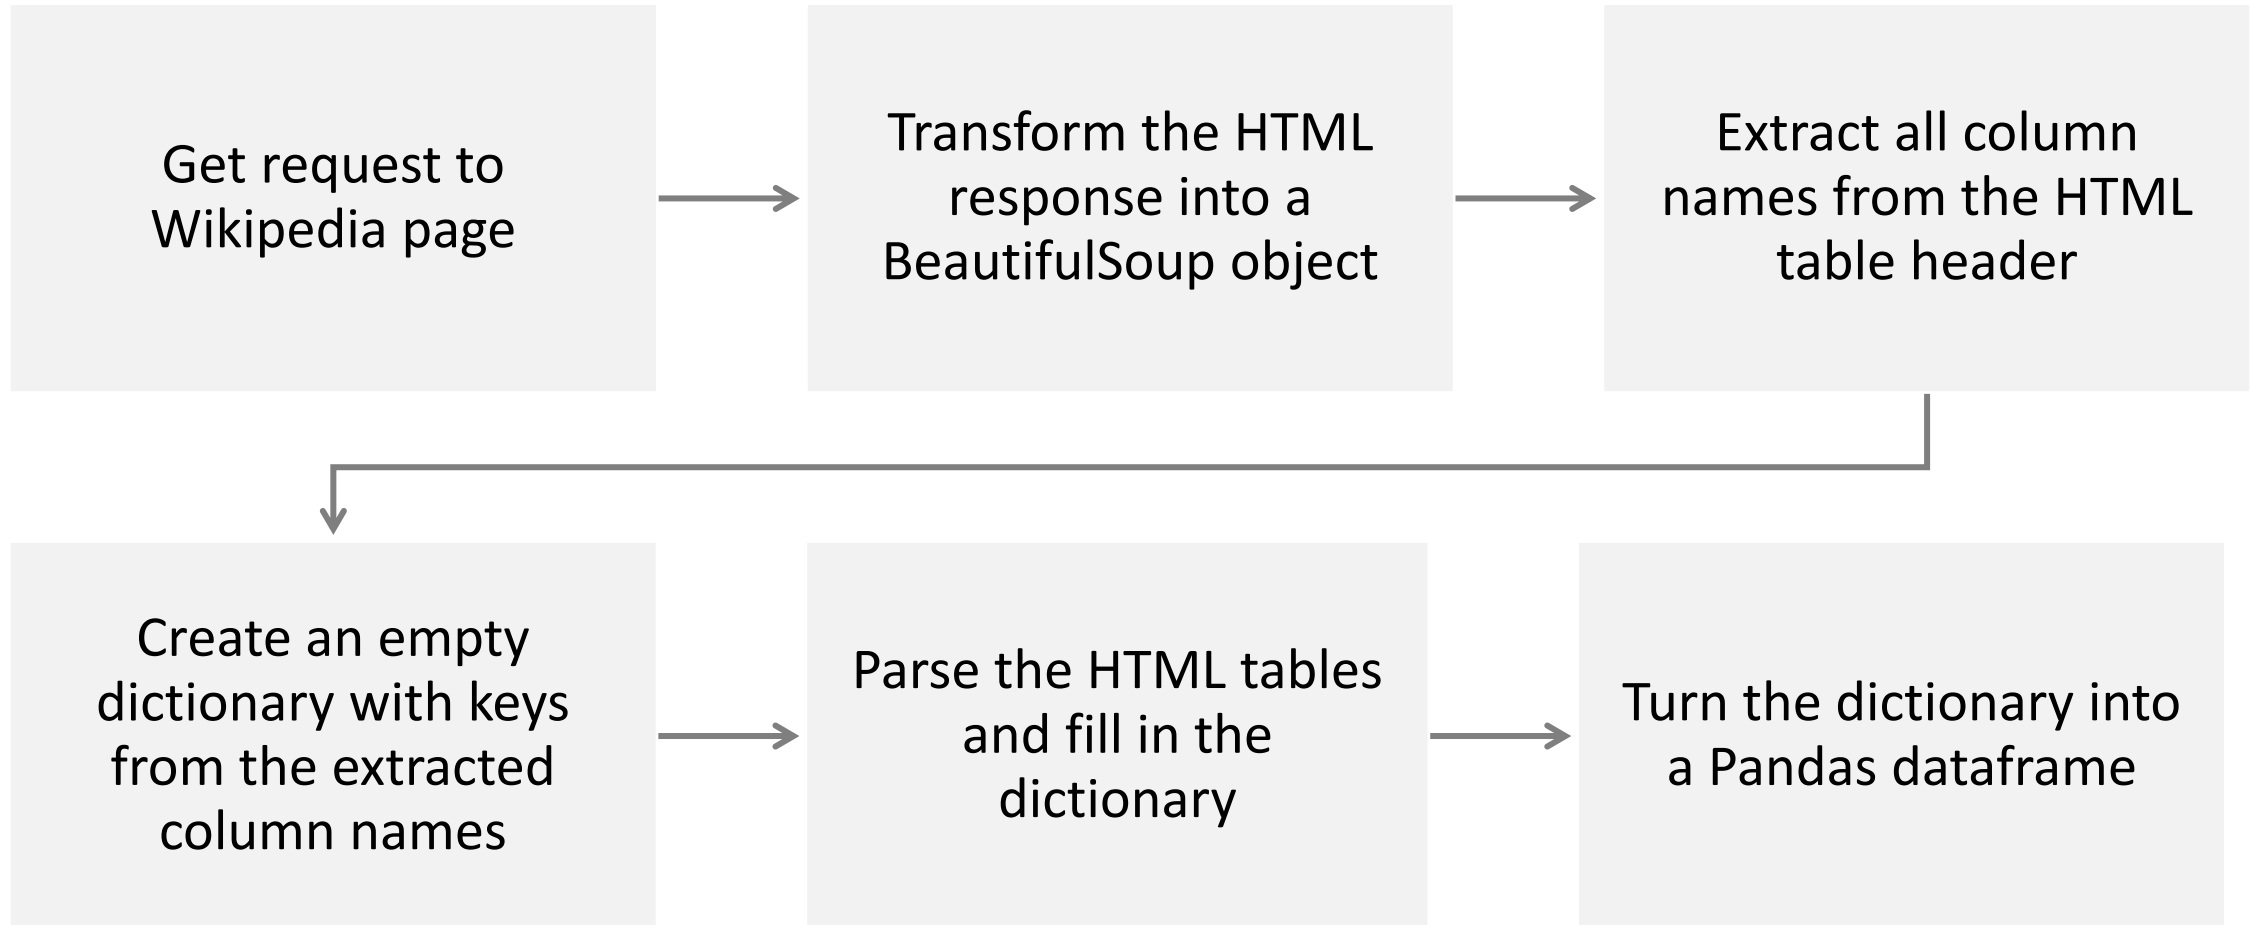 Get request to
Wikipedia page
Transform the HTML
response into a
BeautifulSoup object
Extract all column
names from the HTML
table header
Create an empty
dictionary with keys
from the extracted
column names
Parse the HTML tables
and fill in the
dictionary
Turn the dictionary into
a Pandas dataframe